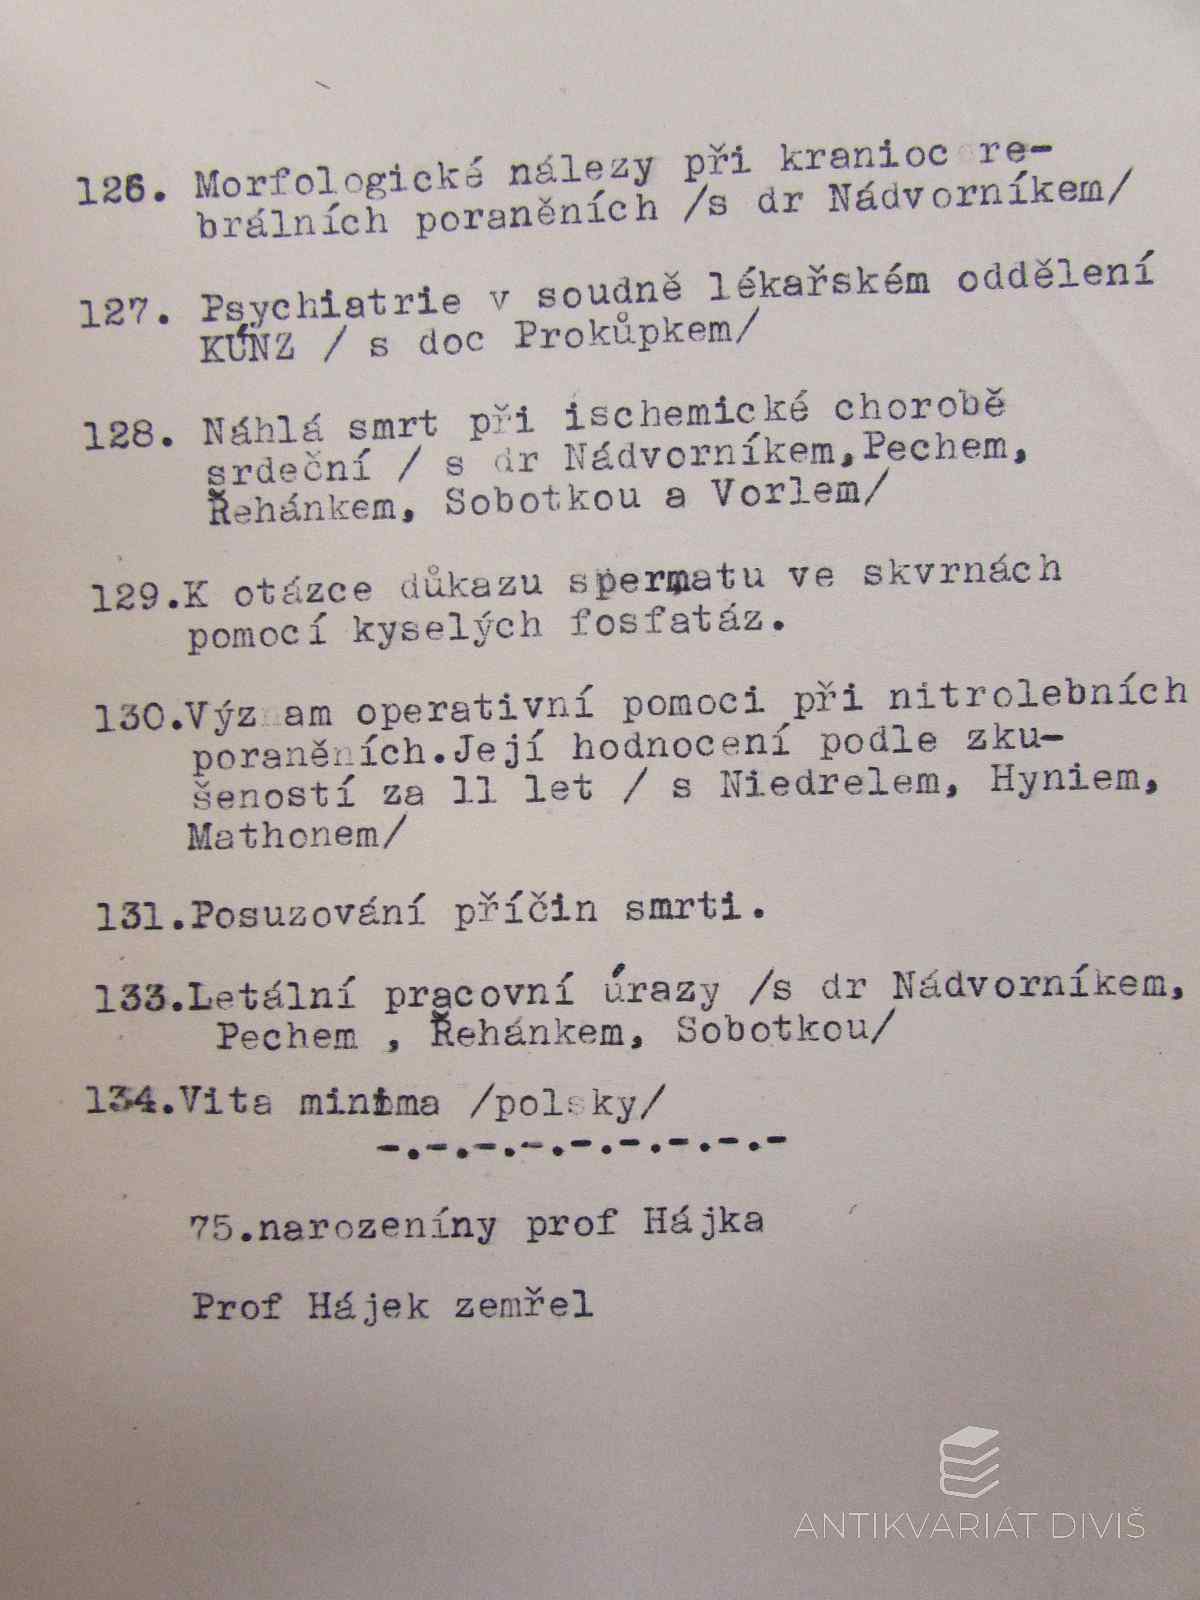 126. Morfologické nálezy při kraniocere-
brálních poraněních /s dr Nádvorníkem/
127. Psychiatrie v soudně lékařském oddělení
KÚNZ / s doc Prokůpkem/
128. Náhlá smrt při ischemické chorobě
srdeční / s dr Nádvorníkem,Pechem,
Řehánkem, Sobotkou a Vorlem/
129.K otázce důkazu spermatu ve skvrnách
pomocí kyselých fosfatáz.
130.Význam operativní pomoci při nitrolebních
poraněních.Její hodnocení podle zku-
šeností za 11 let / s Niedrelem, Hyniem,
Mathonem/
131.Posuzování příčin smrti.
133.Letální pracovní úrazy /s dr Nádvorníkem,
Pechem , Řehánkem, Sobotkou/
134.Vita minima /polsky/
-.-.-.-.-.-.-.-.-
75.narozeníny prof Hájka
Prof Hájek zemřel
ANTIKVARIÁT DIVIŠ